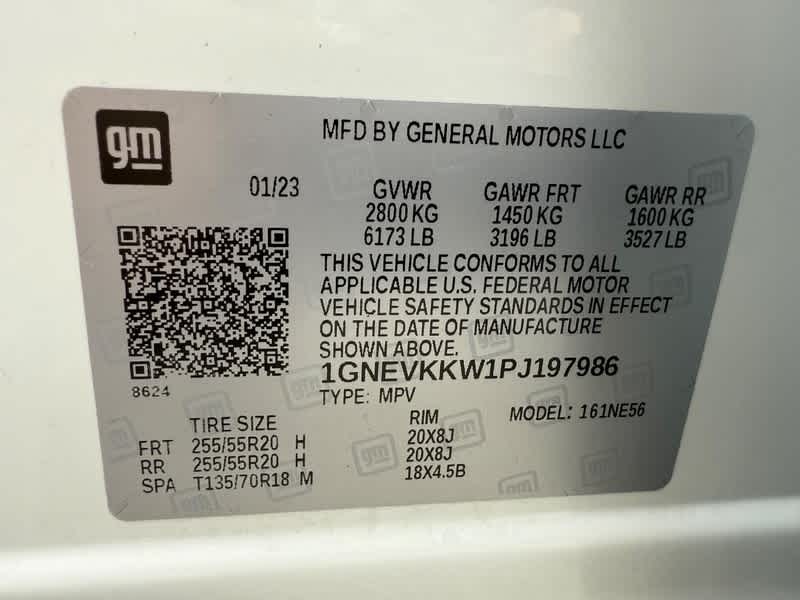 gm
MFD BY GENERAL MOTORS LLC
01/23 GVWR GAWR FRT GAWR RR
2800 KG 1450 KG 1600 KG
6173 LB 3196 LB 3527 LB
THIS VEHICLE CONFORMS TO ALL
APPLICABLE U.S. FEDERAL MOTOR
VEHICLE SAFETY STANDARDS IN EFFECT
ON THE DATE OF MANUFACTURE
SHOWN ABOVE.
1GNEVKKW1PJ197986
8624
TYPE: MPV
MODEL: 161NE56
TIRE SIZE RIM
FRT 255/55R20 H 20X8J
RR 255/55R20 H 20X8J
SPA T135/70R18 M 18X4.5B